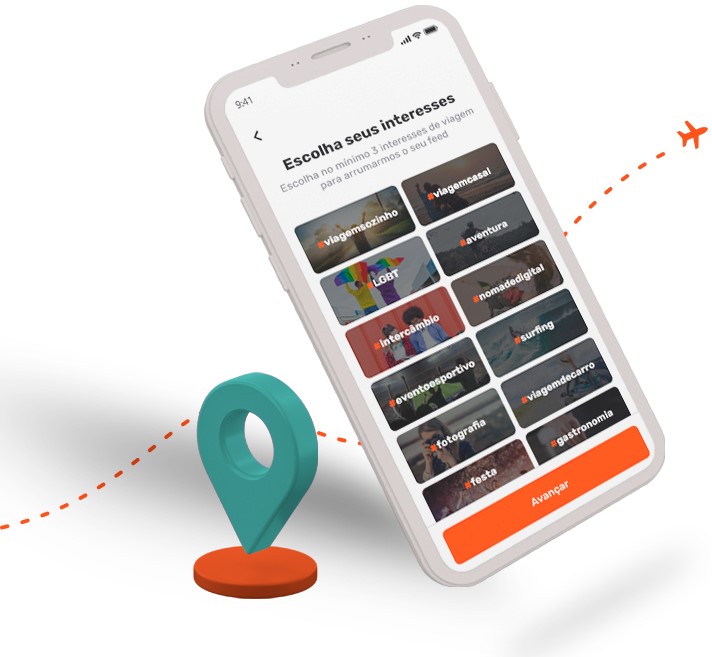 9:41
Escolha seus interesses
Escolha no mínimo 3 interesses de viagem
para arrumarmos o seu feed
#viagemsozinho
#viagemcasal
#LGBT
#aventura
#intercâmbio
#nomadedigital
#eventoesportivo
#surfing
#fotografia
#viagemdecarro
#festa
#gastronomia
Avançar